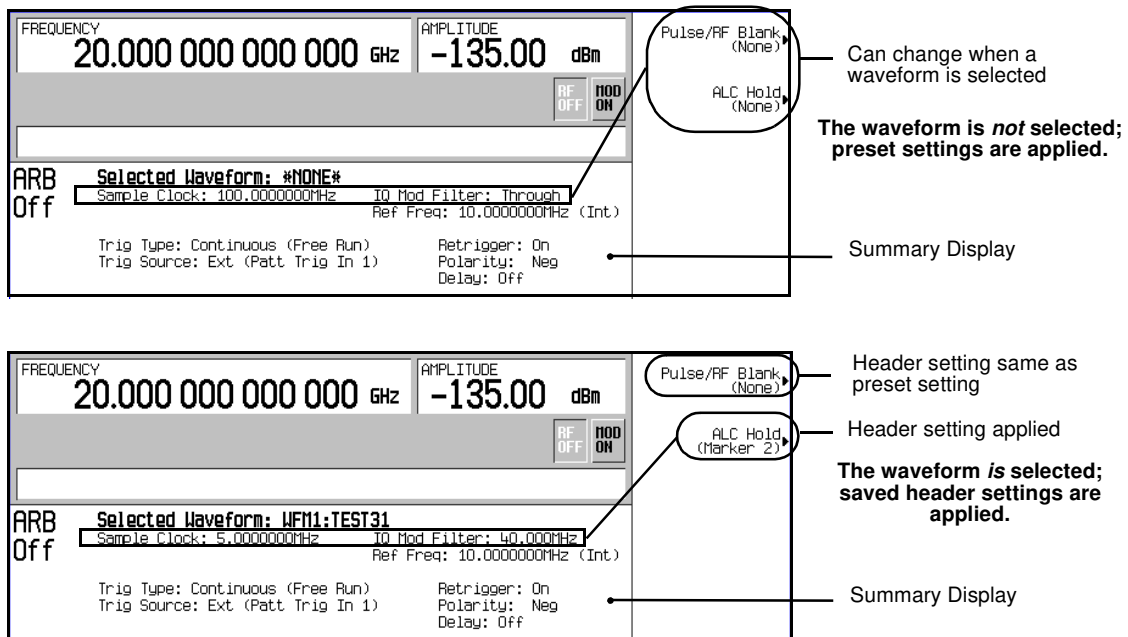 FREQUENCY
20.000 000 000 000 GHz
AMPLITUDE
-135.00 dBm
RF OFF
MOD ON
Pulse/RF Blank
(None)
ALC Hold
(None)
Can change when a
waveform is selected
The waveform is not selected;
preset settings are applied.
ARB
Off
Selected Waveform: *NONE*
Sample Clock: 100.0000000MHz IQ Mod Filter: Through
Ref Freq: 10.0000000MHz (Int)
Trig Type: Continuous (Free Run) Retrigger: On
Trig Source: Ext (Patt Trig In 1) Polarity: Neg
Delay: Off
Summary Display
FREQUENCY
20.000 000 000 000 GHz
AMPLITUDE
-135.00 dBm
RF OFF
MOD ON
Pulse/RF Blank
(None)
ALC Hold
(Marker 2)
Header setting same as
preset setting
Header setting applied
The waveform is selected;
saved header settings are
applied.
ARB
Off
Selected Waveform: WFM1:TEST31
Sample Clock: 5.0000000MHz IQ Mod Filter: 40.000MHz
Ref Freq: 10.0000000MHz (Int)
Trig Type: Continuous (Free Run) Retrigger: On
Trig Source: Ext (Patt Trig In 1) Polarity: Neg
Delay: Off
Summary Display